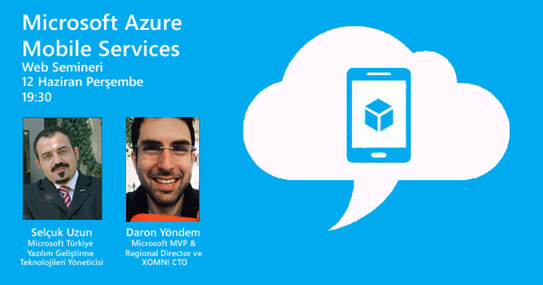 Microsoft Azure
Mobile Services
Web Semineri
12 Haziran Perşembe
19:30
Selçuk Uzun
Microsoft Türkiye
Yazılım Geliştirme
Teknolojileri Yöneticisi
Daron Yöndem
Microsoft MVP &
Regional Director ve
XOMNI CTO